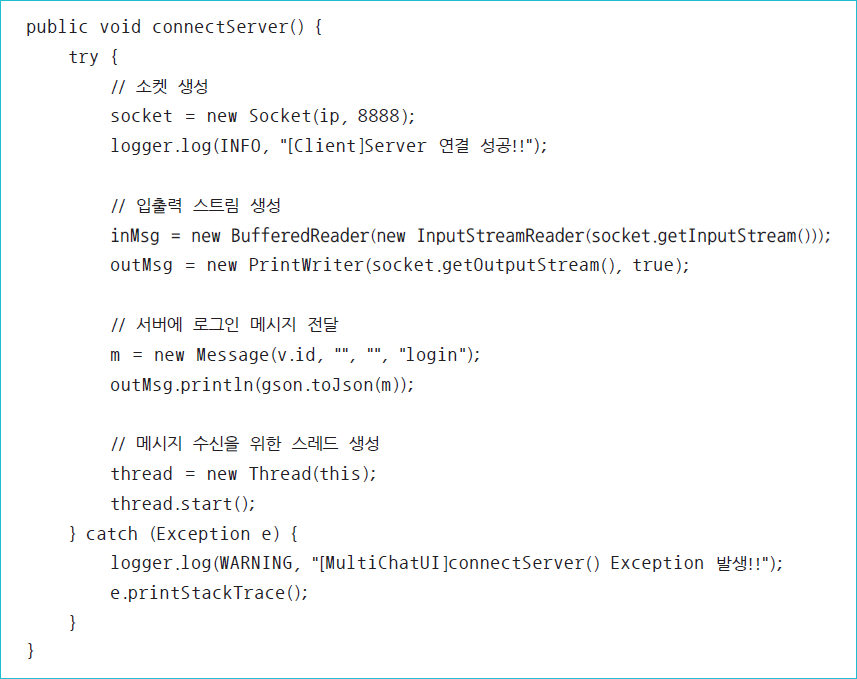 public void connectServer() {
    try {
        // 소켓 생성
        socket = new Socket(ip, 8888);
        logger.log(INFO, "[Client]Server 연결 성공!!");

        // 입출력 스트림 생성
        inMsg = new BufferedReader(new InputStreamReader(socket.getInputStream()));
        outMsg = new PrintWriter(socket.getOutputStream(), true);

        // 서버에 로그인 메시지 전달
        m = new Message(v.id, "", "", "login");
        outMsg.println(gson.toJson(m));

        // 메시지 수신을 위한 스레드 생성
        thread = new Thread(this);
        thread.start();
    } catch (Exception e) {
        logger.log(WARNING, "[MultiChatUI]connectServer() Exception 발생!!");
        e.printStackTrace();
    }
}